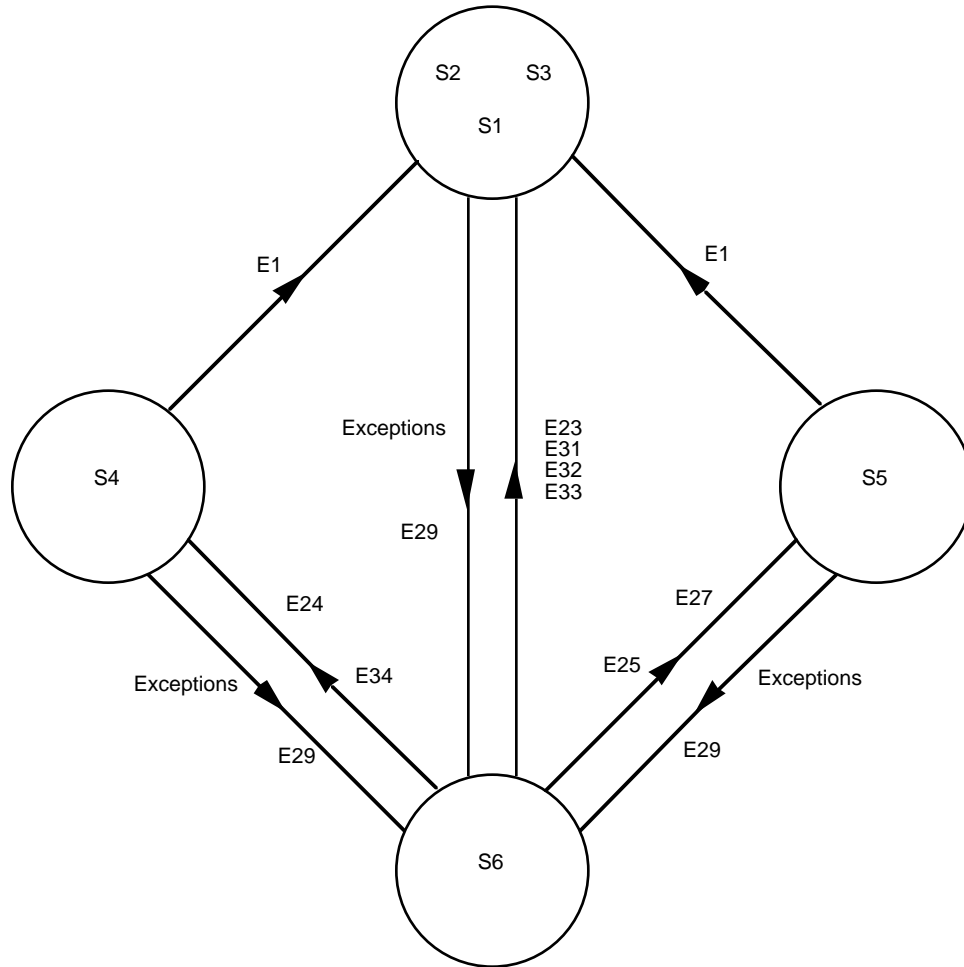 S2
S3
S1
E1
E1
Exceptions
E23
E31
E32
E33
S4
S5
E29
E24
E27
E34
E25
Exceptions
Exceptions
E29
E29
S6